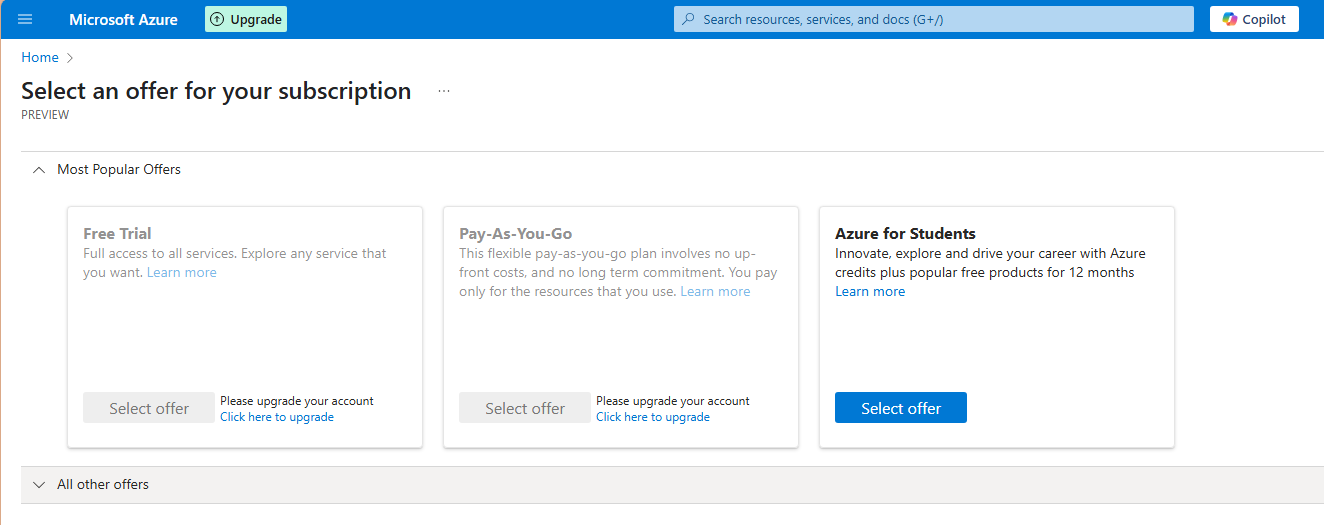 Microsoft Azure
Upgrade
Search resources, services, and docs (G+/)
Copilot
Home
Select an offer for your subscription
...
PREVIEW
Most Popular Offers
Free Trial
Full access to all services. Explore any service that
you want. Learn more
Select offer
Please upgrade your account
Click here to upgrade
Pay-As-You-Go
This flexible pay-as-you-go plan involves no up-
front costs, and no long term commitment. You pay
only for the resources that you use. Learn more
Select offer
Please upgrade your account
Click here to upgrade
Azure for Students
Innovate, explore and drive your career with Azure
credits plus popular free products for 12 months
Learn more
Select offer
All other offers